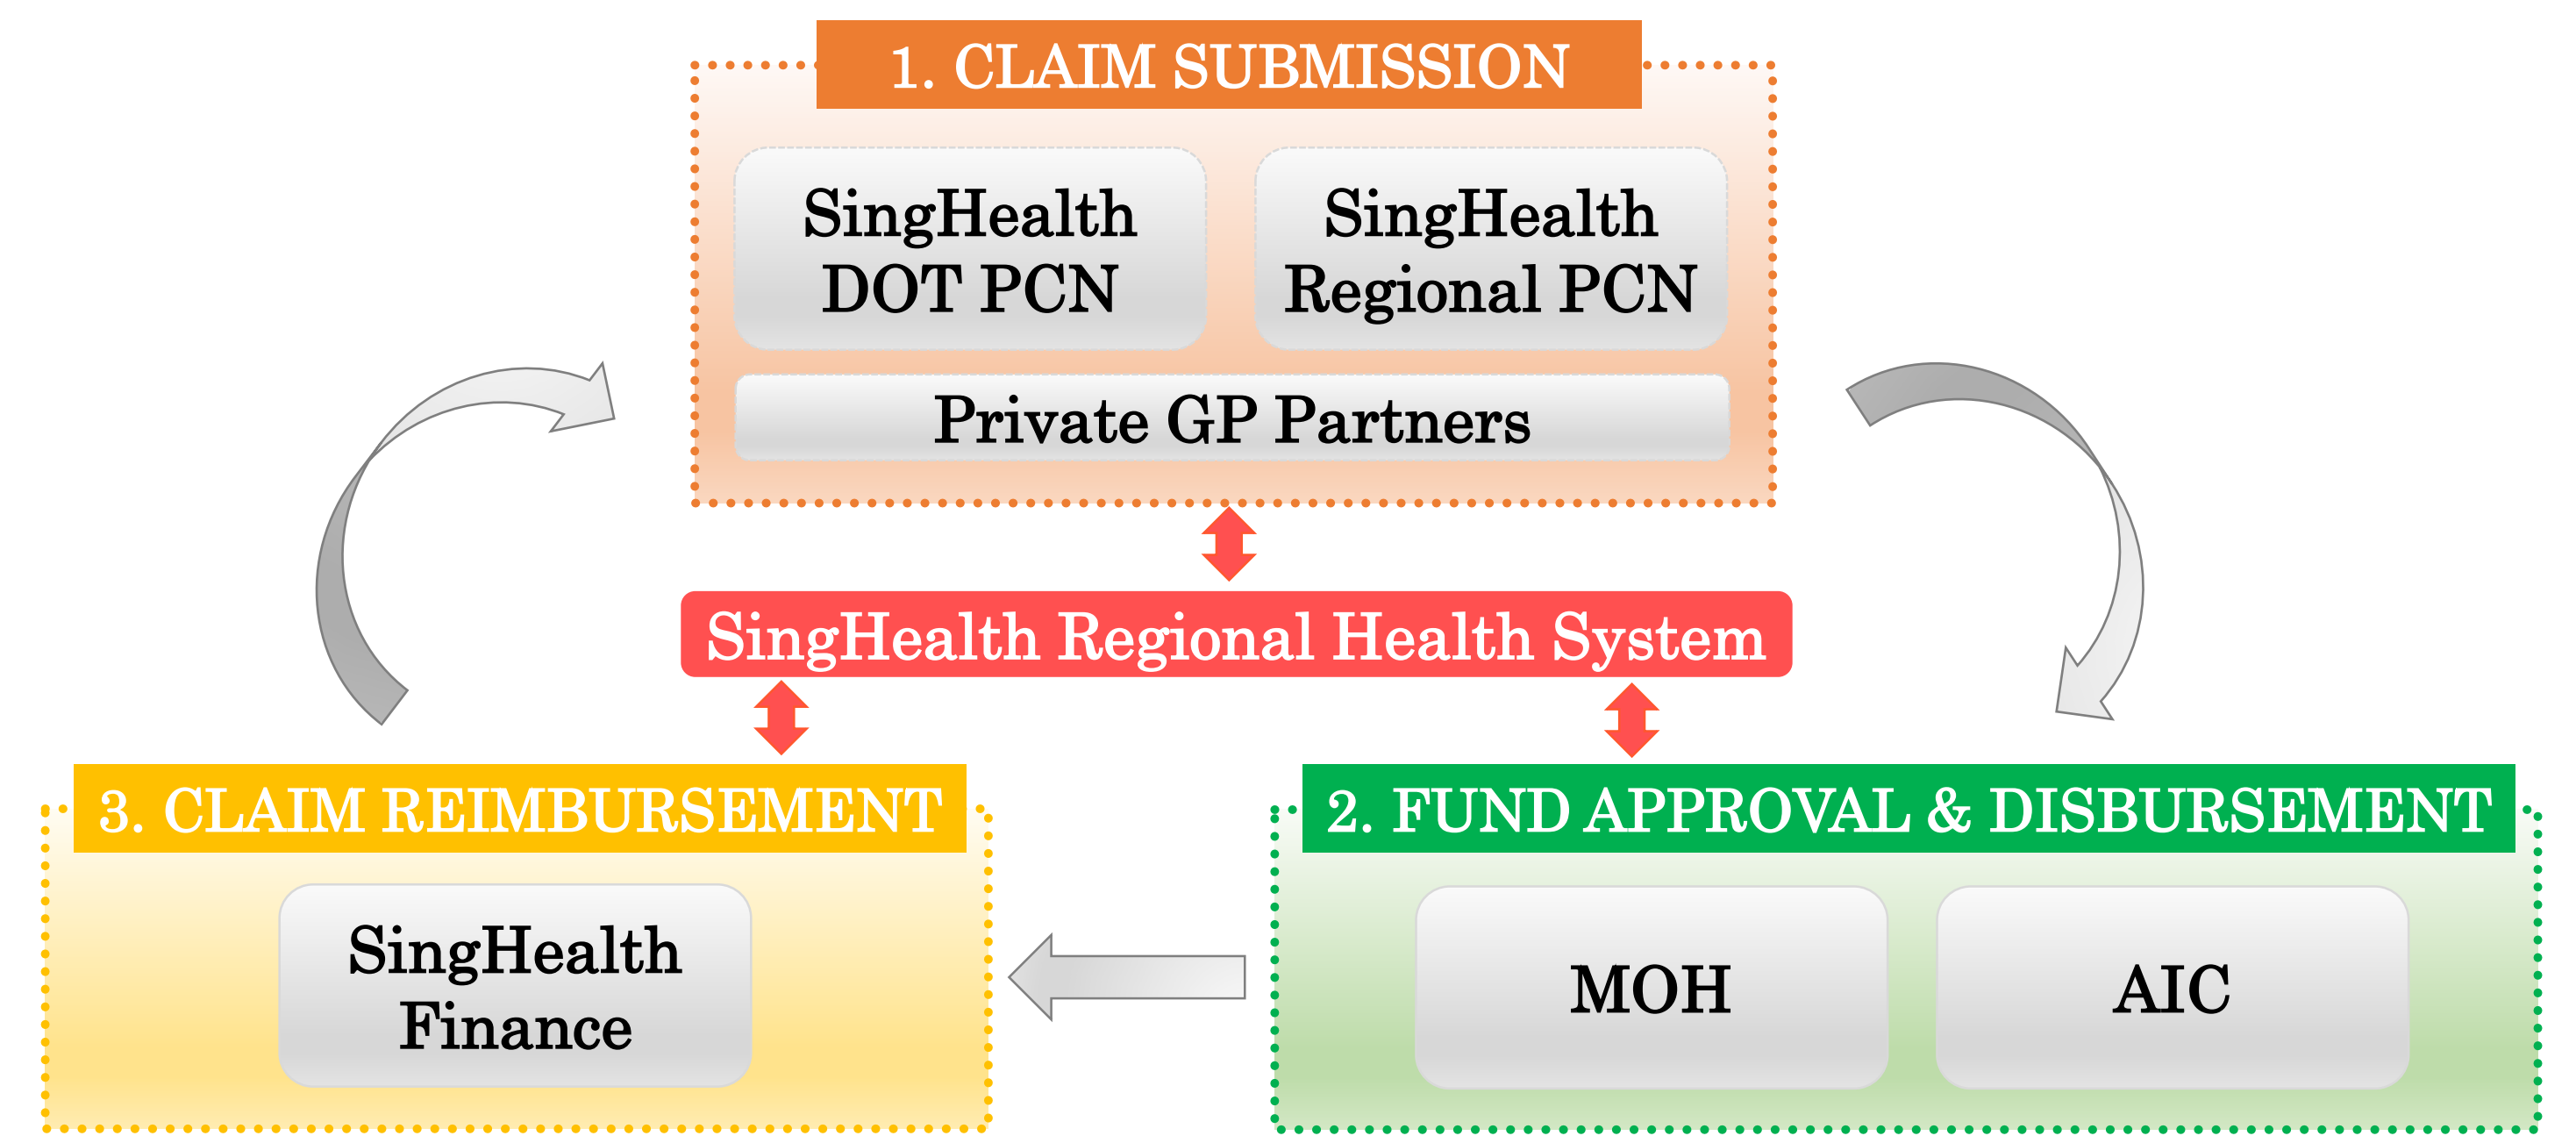 1. CLAIM SUBMISSION
SingHealth
DOT PCN
SingHealth
Regional PCN
Private GP Partners
SingHealth Regional Health System
3. CLAIM REIMBURSEMENT
SingHealth
Finance
2. FUND APPROVAL & DISBURSEMENT
MOH
AIC